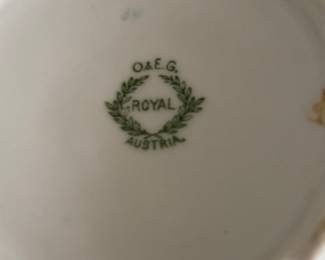 O & E.G.
ROYAL
AUSTRIA.